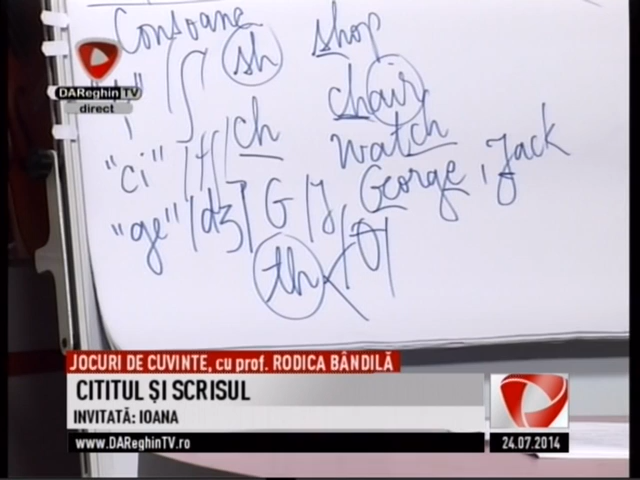 Consoane
ʃ sh shop
"ci" /tʃ/ ch chair
watch
"ge" /dʒ/ G / J, George, Jack
th /θ/
DAReghin TV
direct
JOCURI DE CUVINTE, cu prof. RODICA BÂNDILĂ
CITITUL ȘI SCRISUL
INVITATĂ: IOANA
www.DAReghinTV.ro
24.07.2014